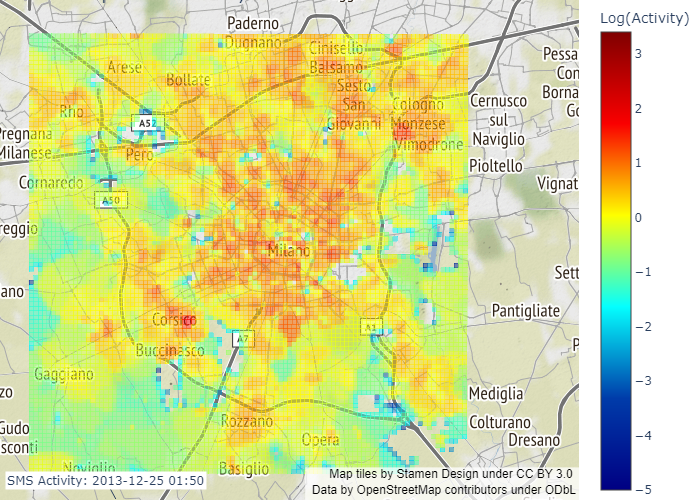 Log(Activity)
Paderno
Dugnano
Cinisello
Balsamo
Arese
Bollate
Sesto
San
Giovanni
Pessa
Con
Borna
Go
Rho
A52
Cologno
Monzese
Cernusco
sul
Naviglio
Pregnana
Milanese
Pero
Vimodrone
Pioltello
Cornaredo
Vignat
A50
reggio
Milano
Sett
ano
Corsico
A7
A1
Pantigliate
Buccinasco
P
Gaggiano
zo
Mediglia
Rozzano
Colturano
Gudo
sconti
Opera
Dresano
Noviglio
Basiglio
SMS Activity: 2013-12-25 01:50
Map tiles by Stamen Design under CC BY 3.0
Data by OpenStreetMap contributors under ODbL
3
2
1
0
−1
−2
−3
−4
−5